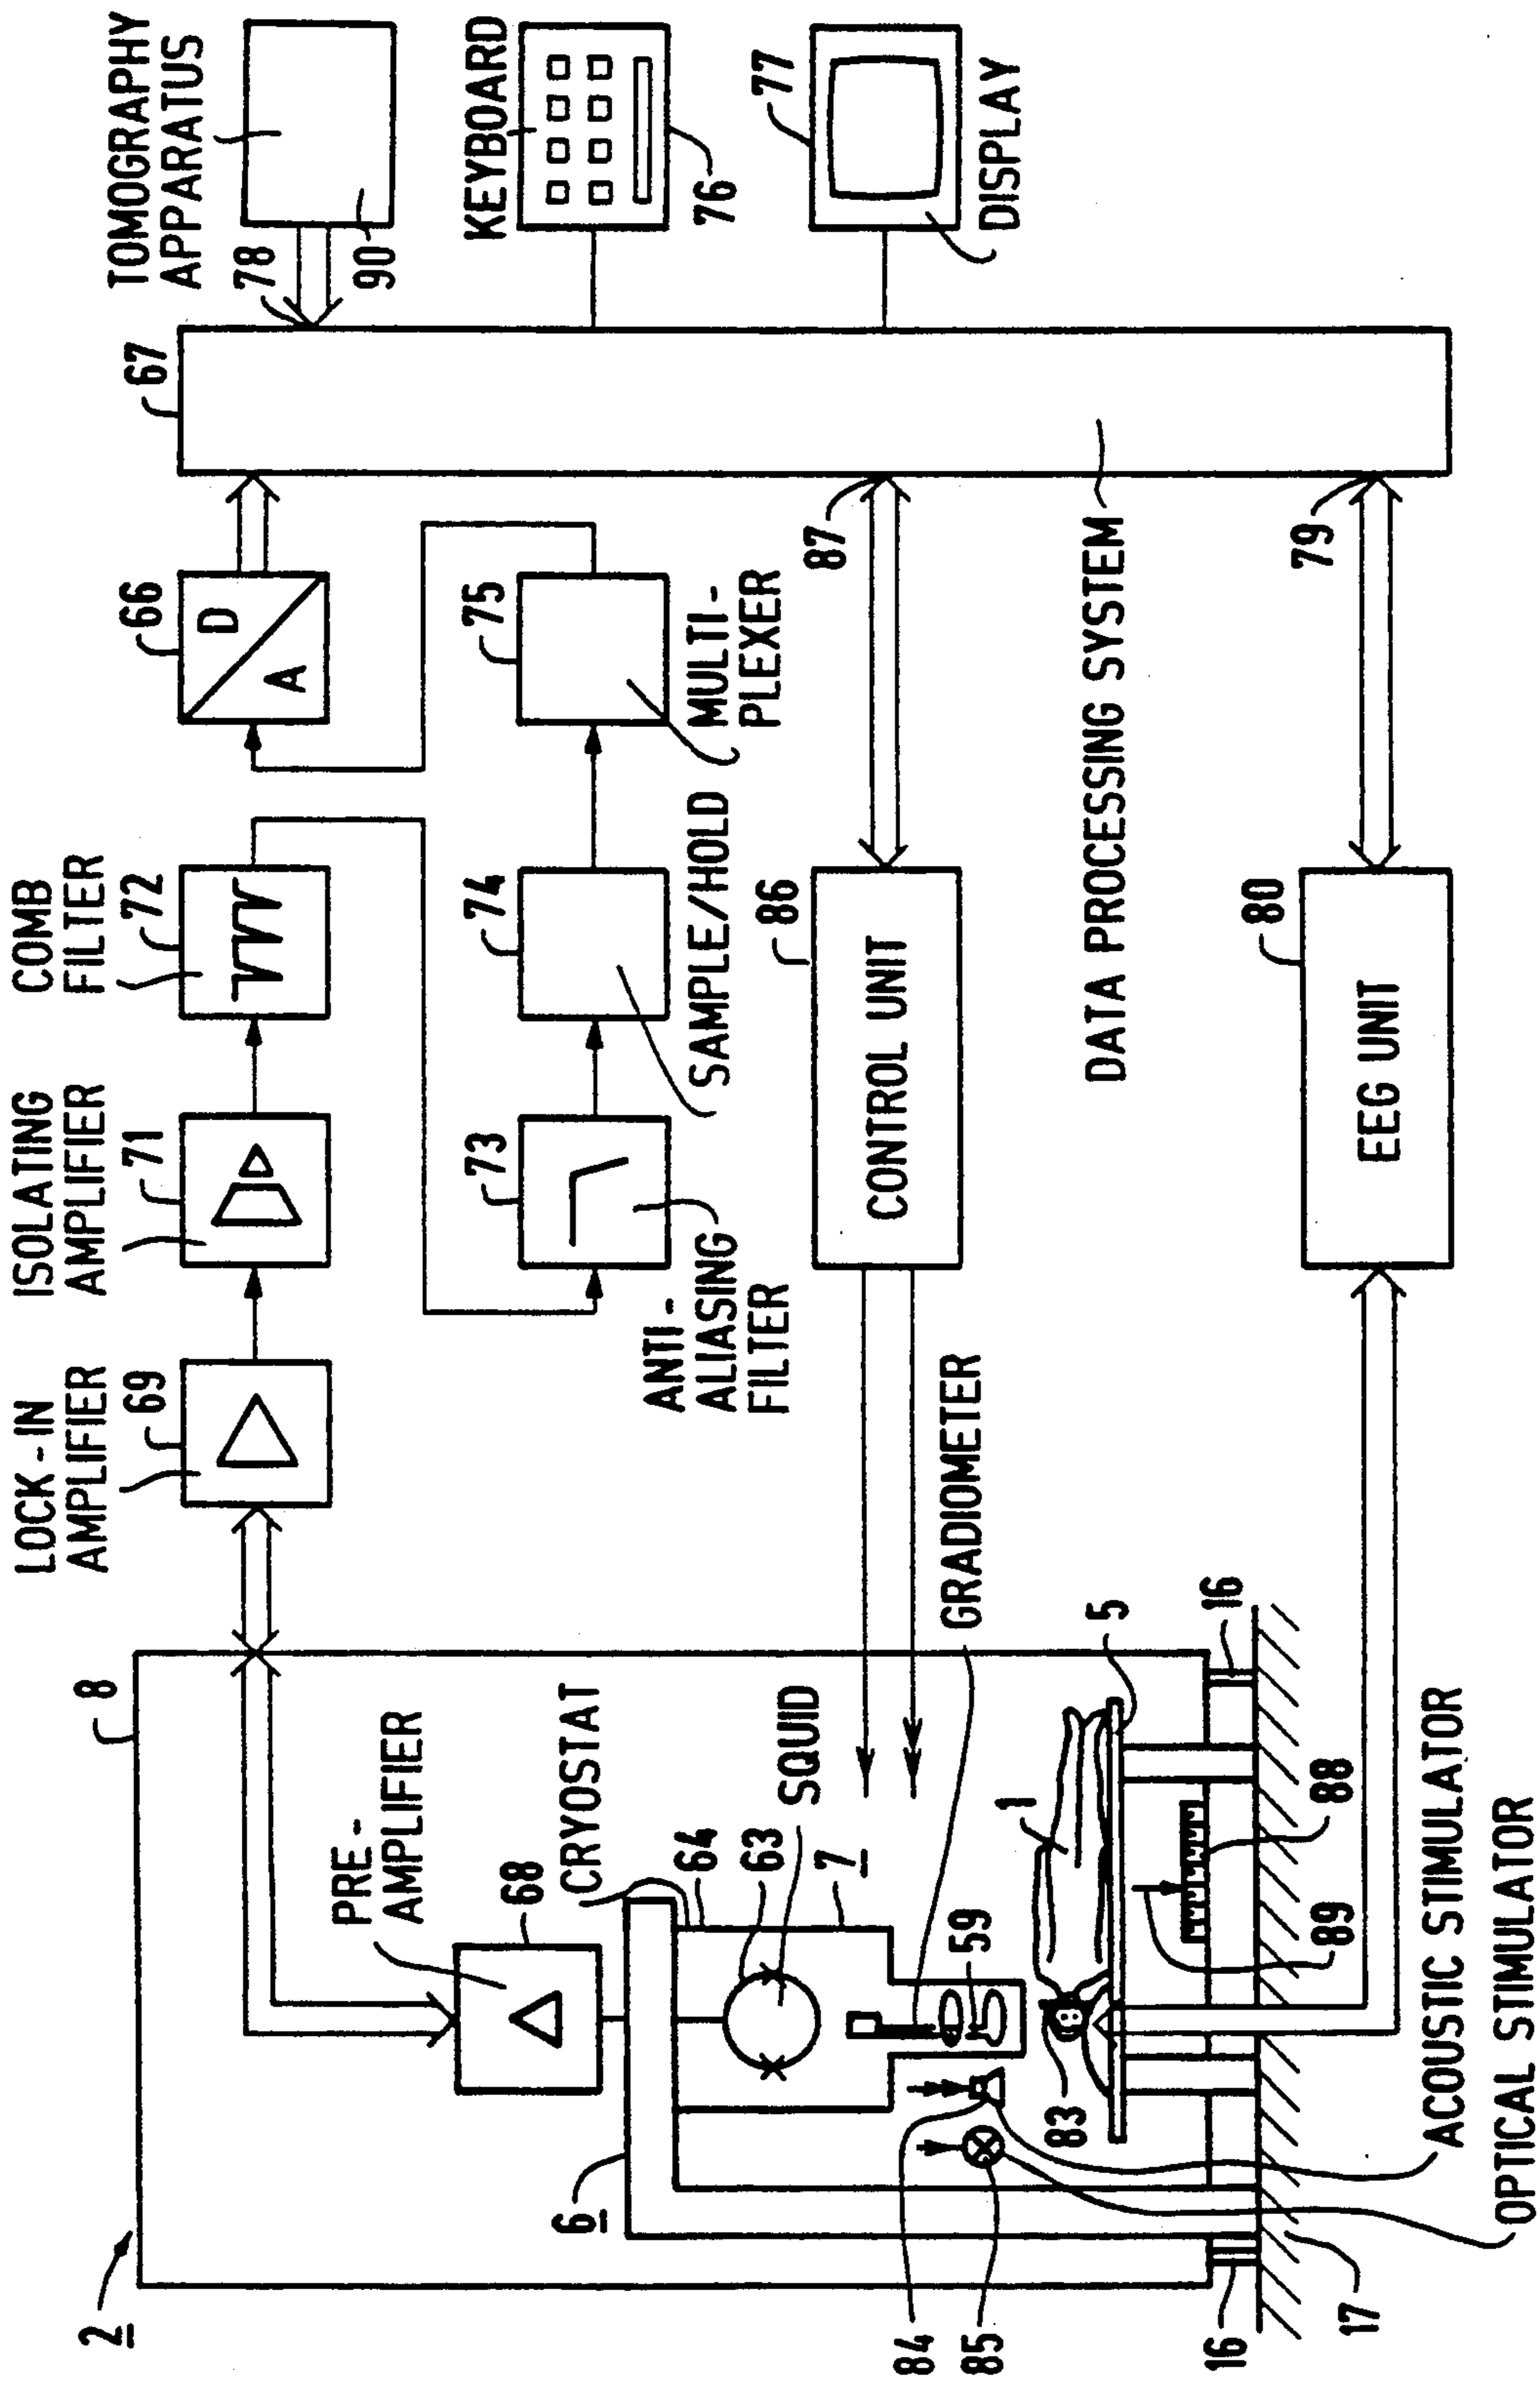 LOCK-IN
AMPLIFIER
69
ISOLATING
AMPLIFIER
71
COMB
FILTER
72
66
D
A
67
TOMOGRAPHY
APPARATUS
78
90
KEYBOARD
76
77
DISPLAY
73
ANTI-
ALIASING
FILTER
74
SAMPLE/HOLD
75
MULTI-
PLEXER
86
CONTROL UNIT
87
DATA PROCESSING SYSTEM
79
80
EEG UNIT
2
8
PRE-
AMPLIFIER
68
CRYOSTAT
64
63
SQUID
7
6
GRADIOMETER
59
1
5
16
83
84
85
88
89
16
17
ACOUSTIC STIMULATOR
OPTICAL STIMULATOR